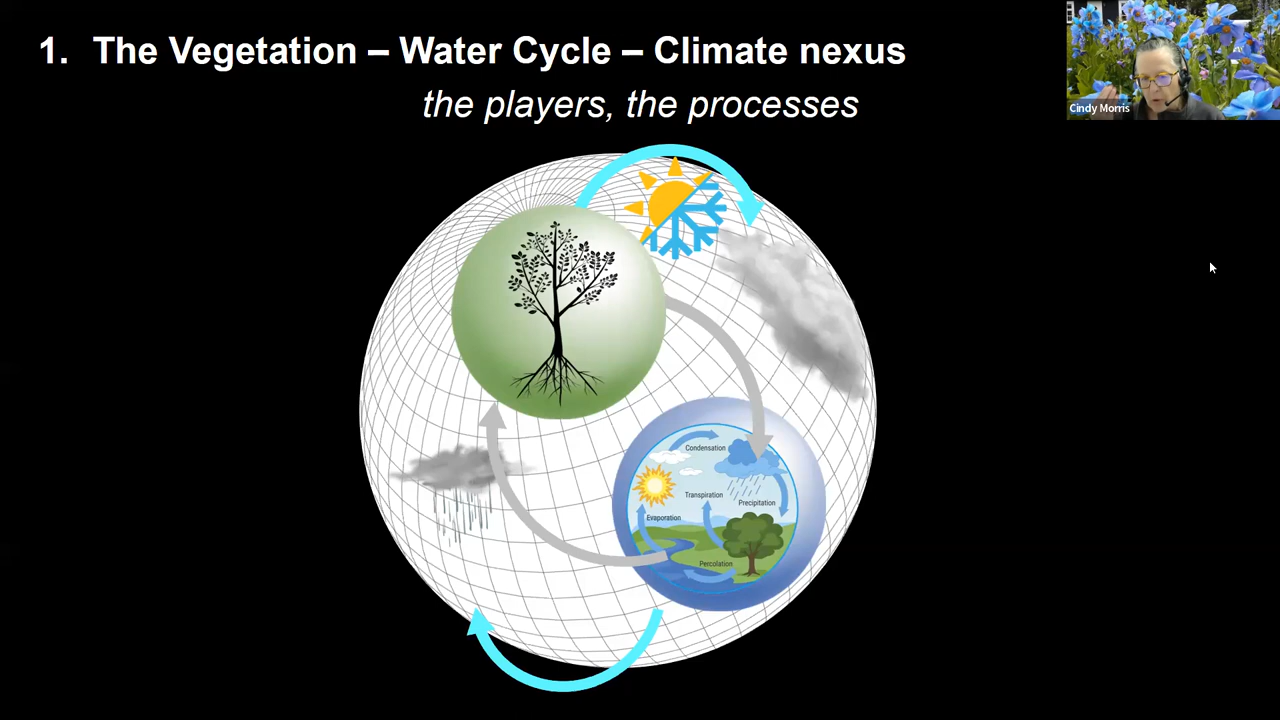 1. The Vegetation – Water Cycle – Climate nexus
the players, the processes
Cindy Morris
Condensation
Transpiration
Precipitation
Evaporation
Percolation